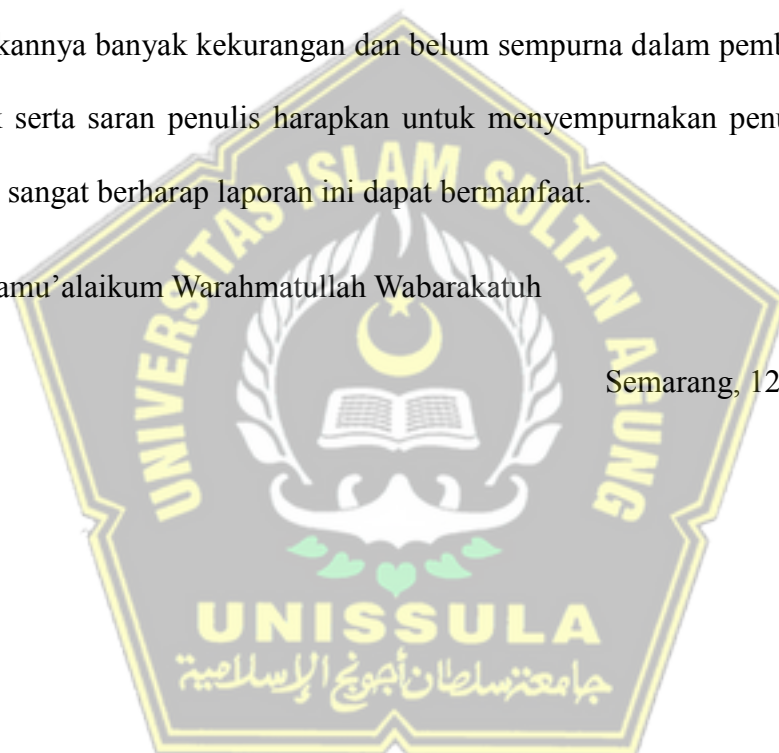 kannya banyak kekurangan dan belum sempurna dalam pemb
serta saran penulis harapkan untuk menyempurnakan penu
sangat berharap laporan ini dapat bermanfaat.
amu’alaikum Warahmatullah Wabarakatuh
Semarang, 12
UNIVERSITAS ISLAM SULTAN AGUNG
UNISSULA
جامعة سلطان أجونج الإسلامية